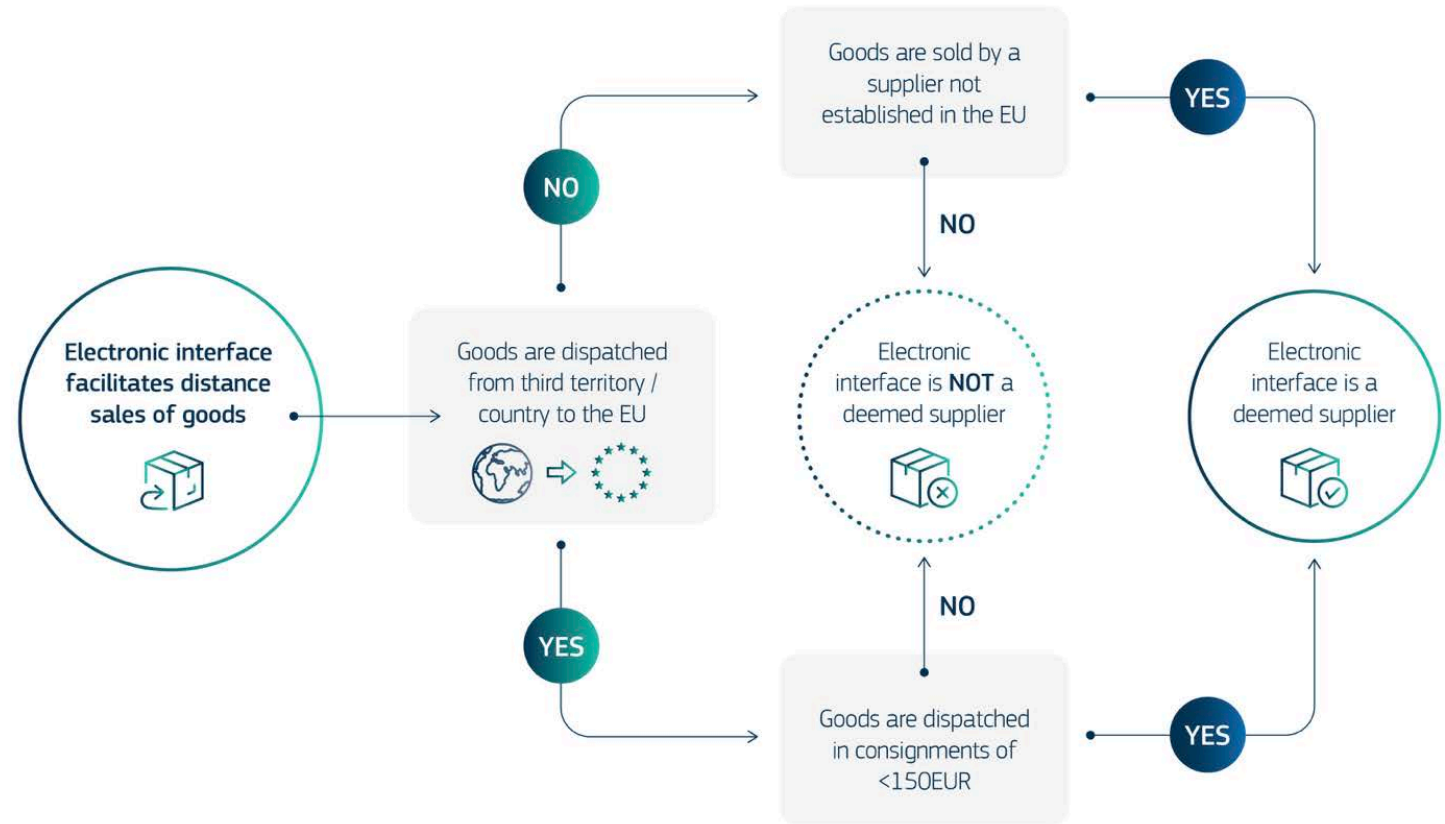 Electronic interface
facilitates distance
sales of goods
Goods are dispatched
from third territory /
country to the EU
NO
Goods are sold by a
supplier not
established in the EU
YES
NO
Electronic
interface is NOT a
deemed supplier
Electronic
interface is a
deemed supplier
YES
NO
Goods are dispatched
in consignments of
<150EUR
YES